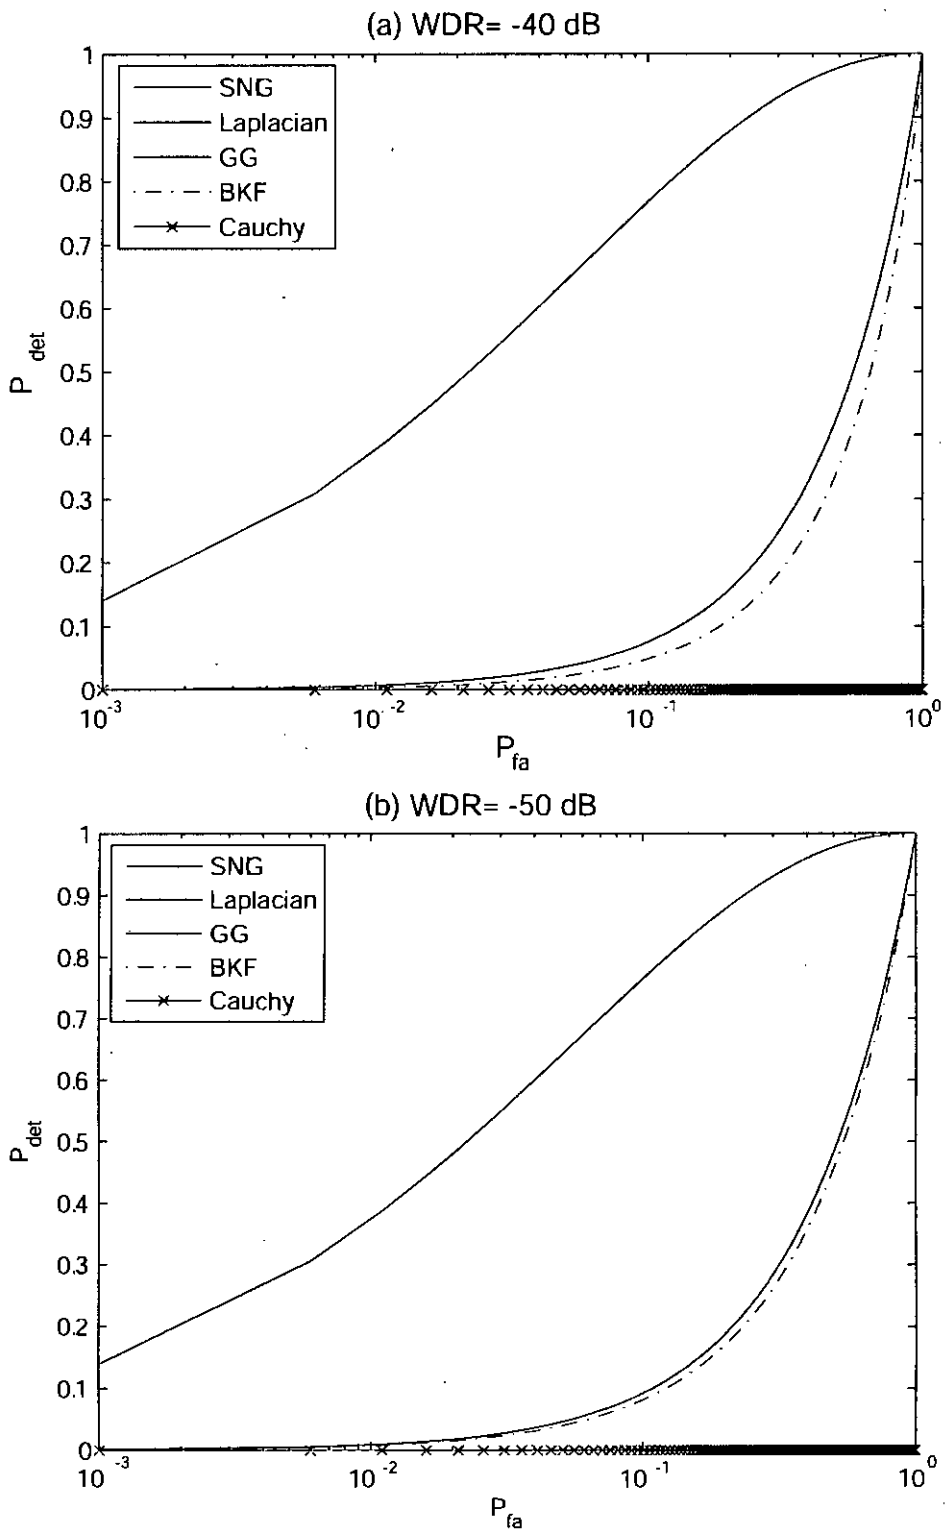 (a) WDR= -40 dB
1
0.9
0.8
0.7
0.6
0.5
0.4
0.3
0.2
0.1
0
P det
SNG
Laplacian
GG
BKF
Cauchy
10^-3 10^-2 10^-1 10^0
P_fa
(b) WDR= -50 dB
1
0.9
0.8
0.7
0.6
0.5
0.4
0.3
0.2
0.1
0
P_det
SNG
Laplacian
GG
BKF
Cauchy
10^-3 10^-2 10^-1 10^0
P_fa